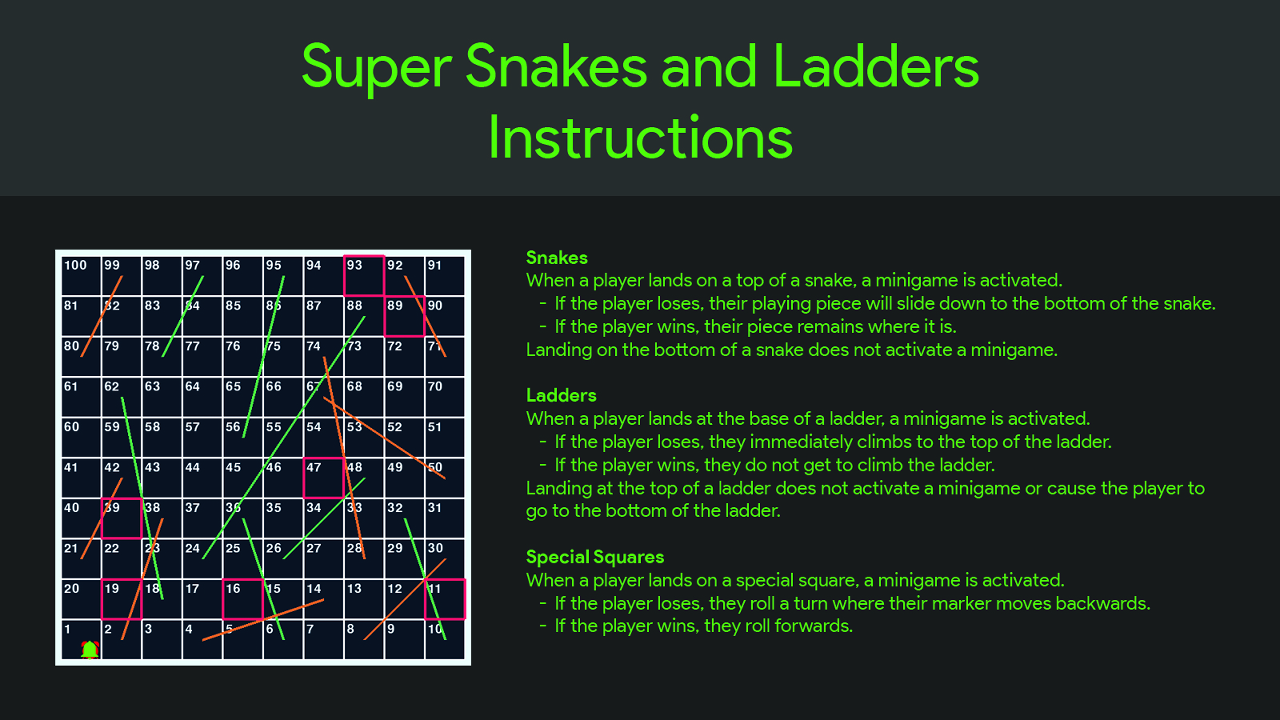 Super Snakes and Ladders
Instructions
100 99 98 97 96 95 94 93 92 91
81 82 83 84 85 86 87 88 89 90
80 79 78 77 76 75 74 73 72 71
61 62 63 64 65 66 67 68 69 70
60 59 58 57 56 55 54 53 52 51
41 42 43 44 45 46 47 48 49 50
40 39 38 37 36 35 34 33 32 31
21 22 23 24 25 26 27 28 29 30
20 19 18 17 16 15 14 13 12 11
1 2 3 4 5 6 7 8 9 10
Snakes
When a player lands on a top of a snake, a minigame is activated.
- If the player loses, their playing piece will slide down to the bottom of the snake.
- If the player wins, their piece remains where it is.
Landing on the bottom of a snake does not activate a minigame.
Ladders
When a player lands at the base of a ladder, a minigame is activated.
- If the player loses, they immediately climbs to the top of the ladder.
- If the player wins, they do not get to climb the ladder.
Landing at the top of a ladder does not activate a minigame or cause the player to
go to the bottom of the ladder.
Special Squares
When a player lands on a special square, a minigame is activated.
- If the player loses, they roll a turn where their marker moves backwards.
- If the player wins, they roll forwards.